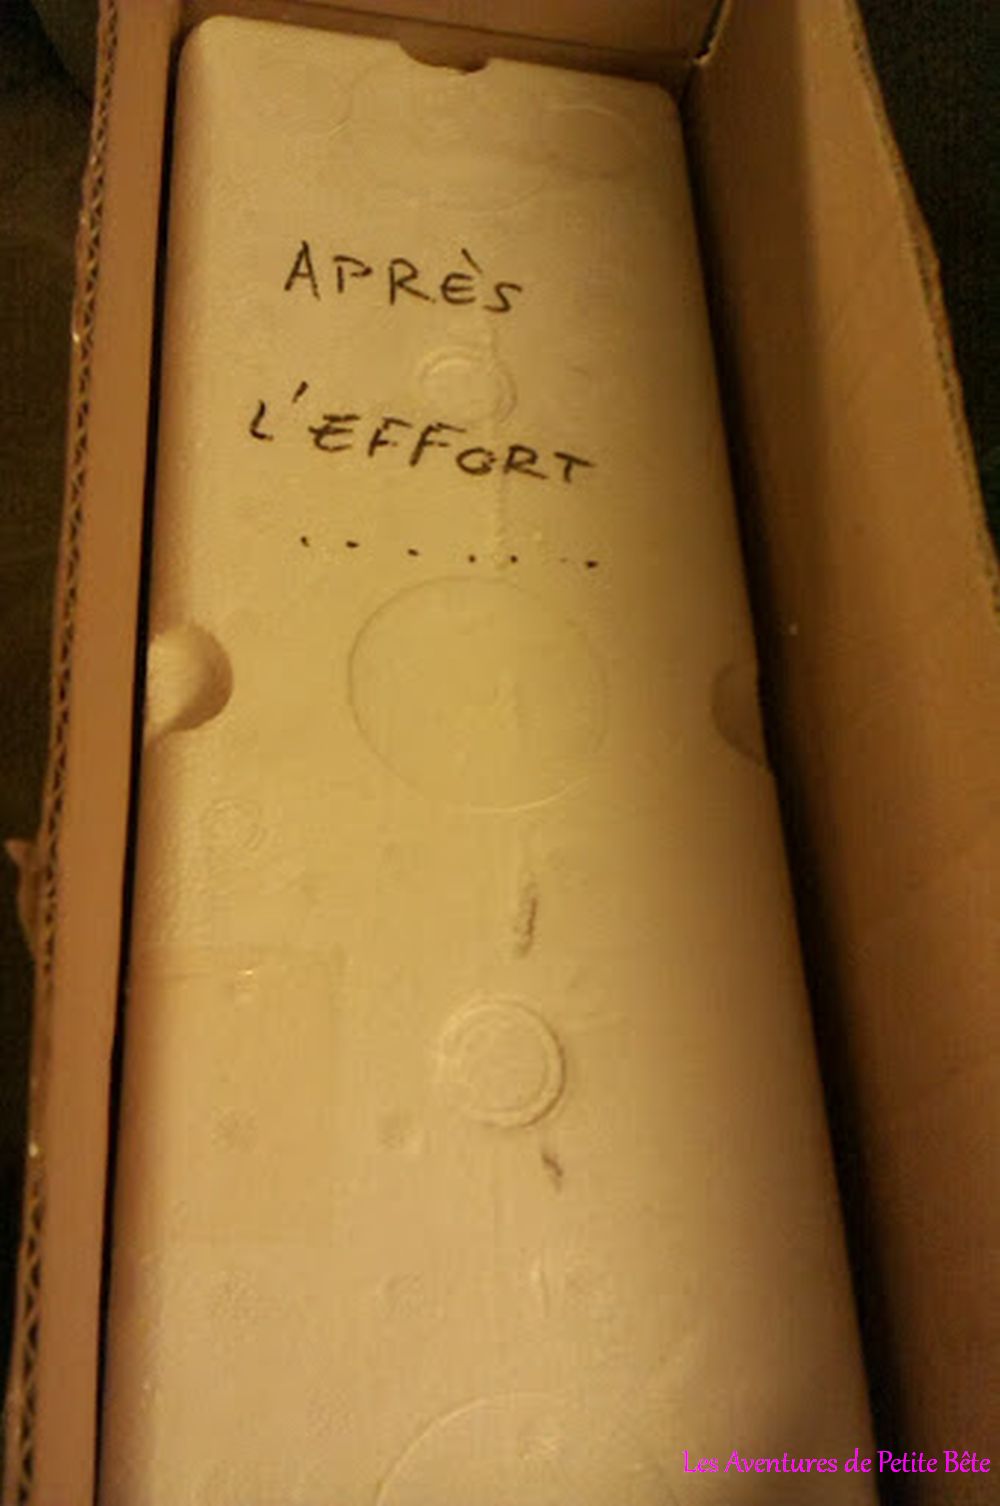 APRÈS
L'EFFORT
.......
Les Aventures de Petite Bête